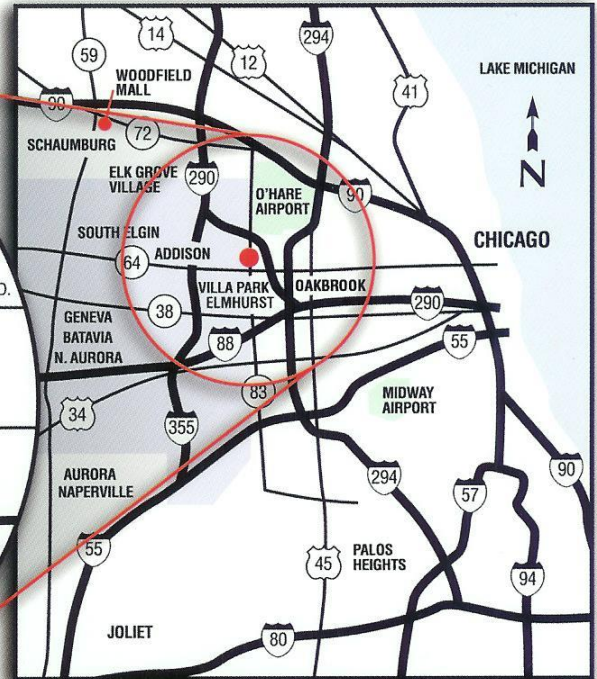 14
294
59
12
LAKE MICHIGAN
WOODFIELD
MALL
41
90
72
SCHAUMBURG
N
ELK GROVE
VILLAGE
290
O'HARE
AIRPORT
90
SOUTH ELGIN
CHICAGO
64
ADDISON
VILLA PARK
ELMHURST
OAKBROOK
290
38
GENEVA
BATAVIA
N. AURORA
88
55
83
MIDWAY
AIRPORT
34
355
AURORA
NAPERVILLE
294
57
90
55
45
PALOS
HEIGHTS
94
JOLIET
80